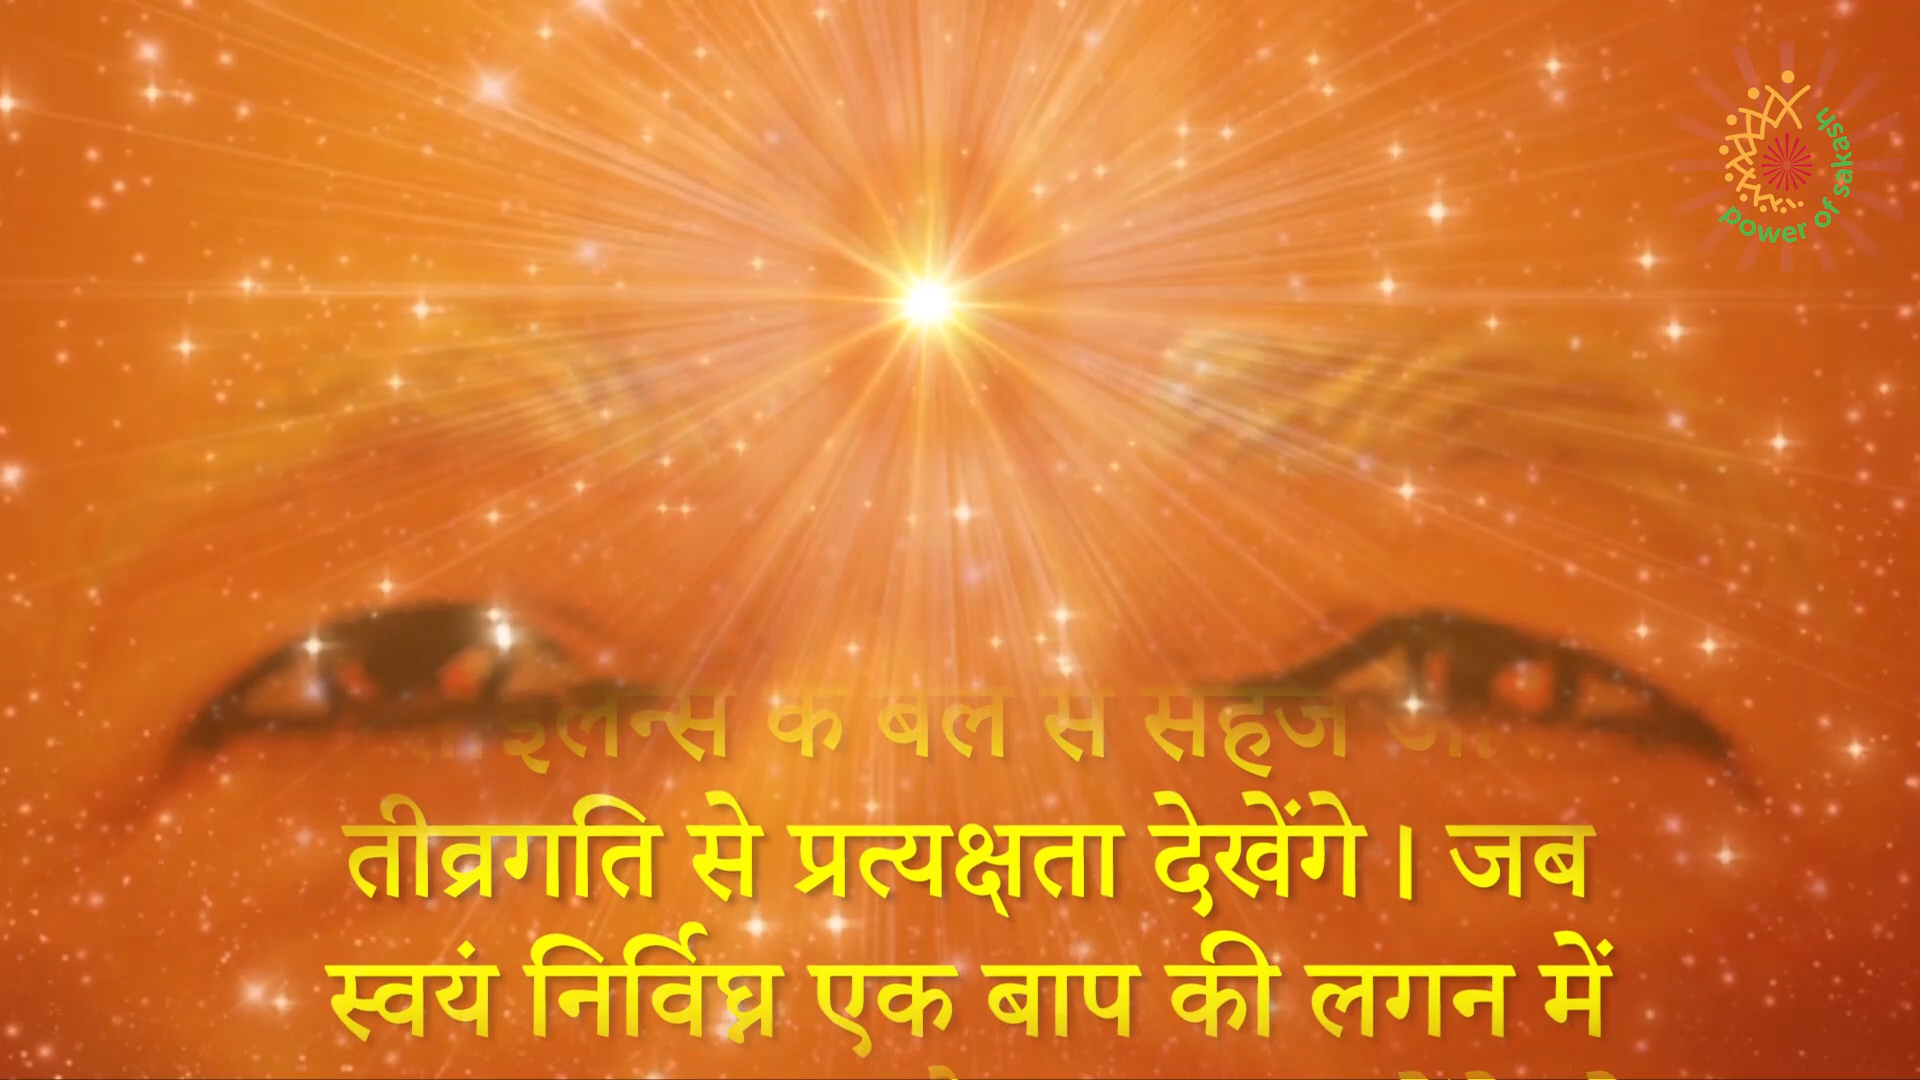 power of sakash
साइलेन्स के बल से सहज
तीव्रगति से प्रत्यक्षता देखेंगे । जब
स्वयं निर्विघ्न एक बाप की लगन में